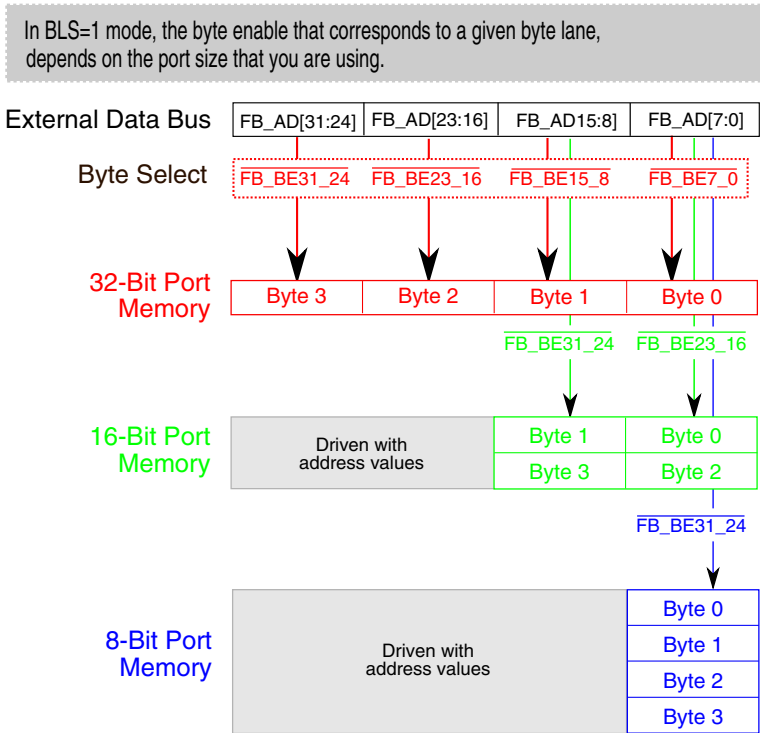 In BLS=1 mode, the byte enable that corresponds to a given byte lane,
depends on the port size that you are using.
External Data Bus FB_AD[31:24] FB_AD[23:16] FB_AD15:8] FB_AD[7:0]
Byte Select FB_BE31_24 FB_BE23_16 FB_BE15_8 FB_BE7_0
32-Bit Port
Memory
Byte 3 Byte 2 Byte 1 Byte 0
FB_BE31_24 FB_BE23_16
16-Bit Port
Memory
Driven with
address values
Byte 1 Byte 0
Byte 3 Byte 2
FB_BE31_24
8-Bit Port
Memory
Driven with
address values
Byte 0
Byte 1
Byte 2
Byte 3